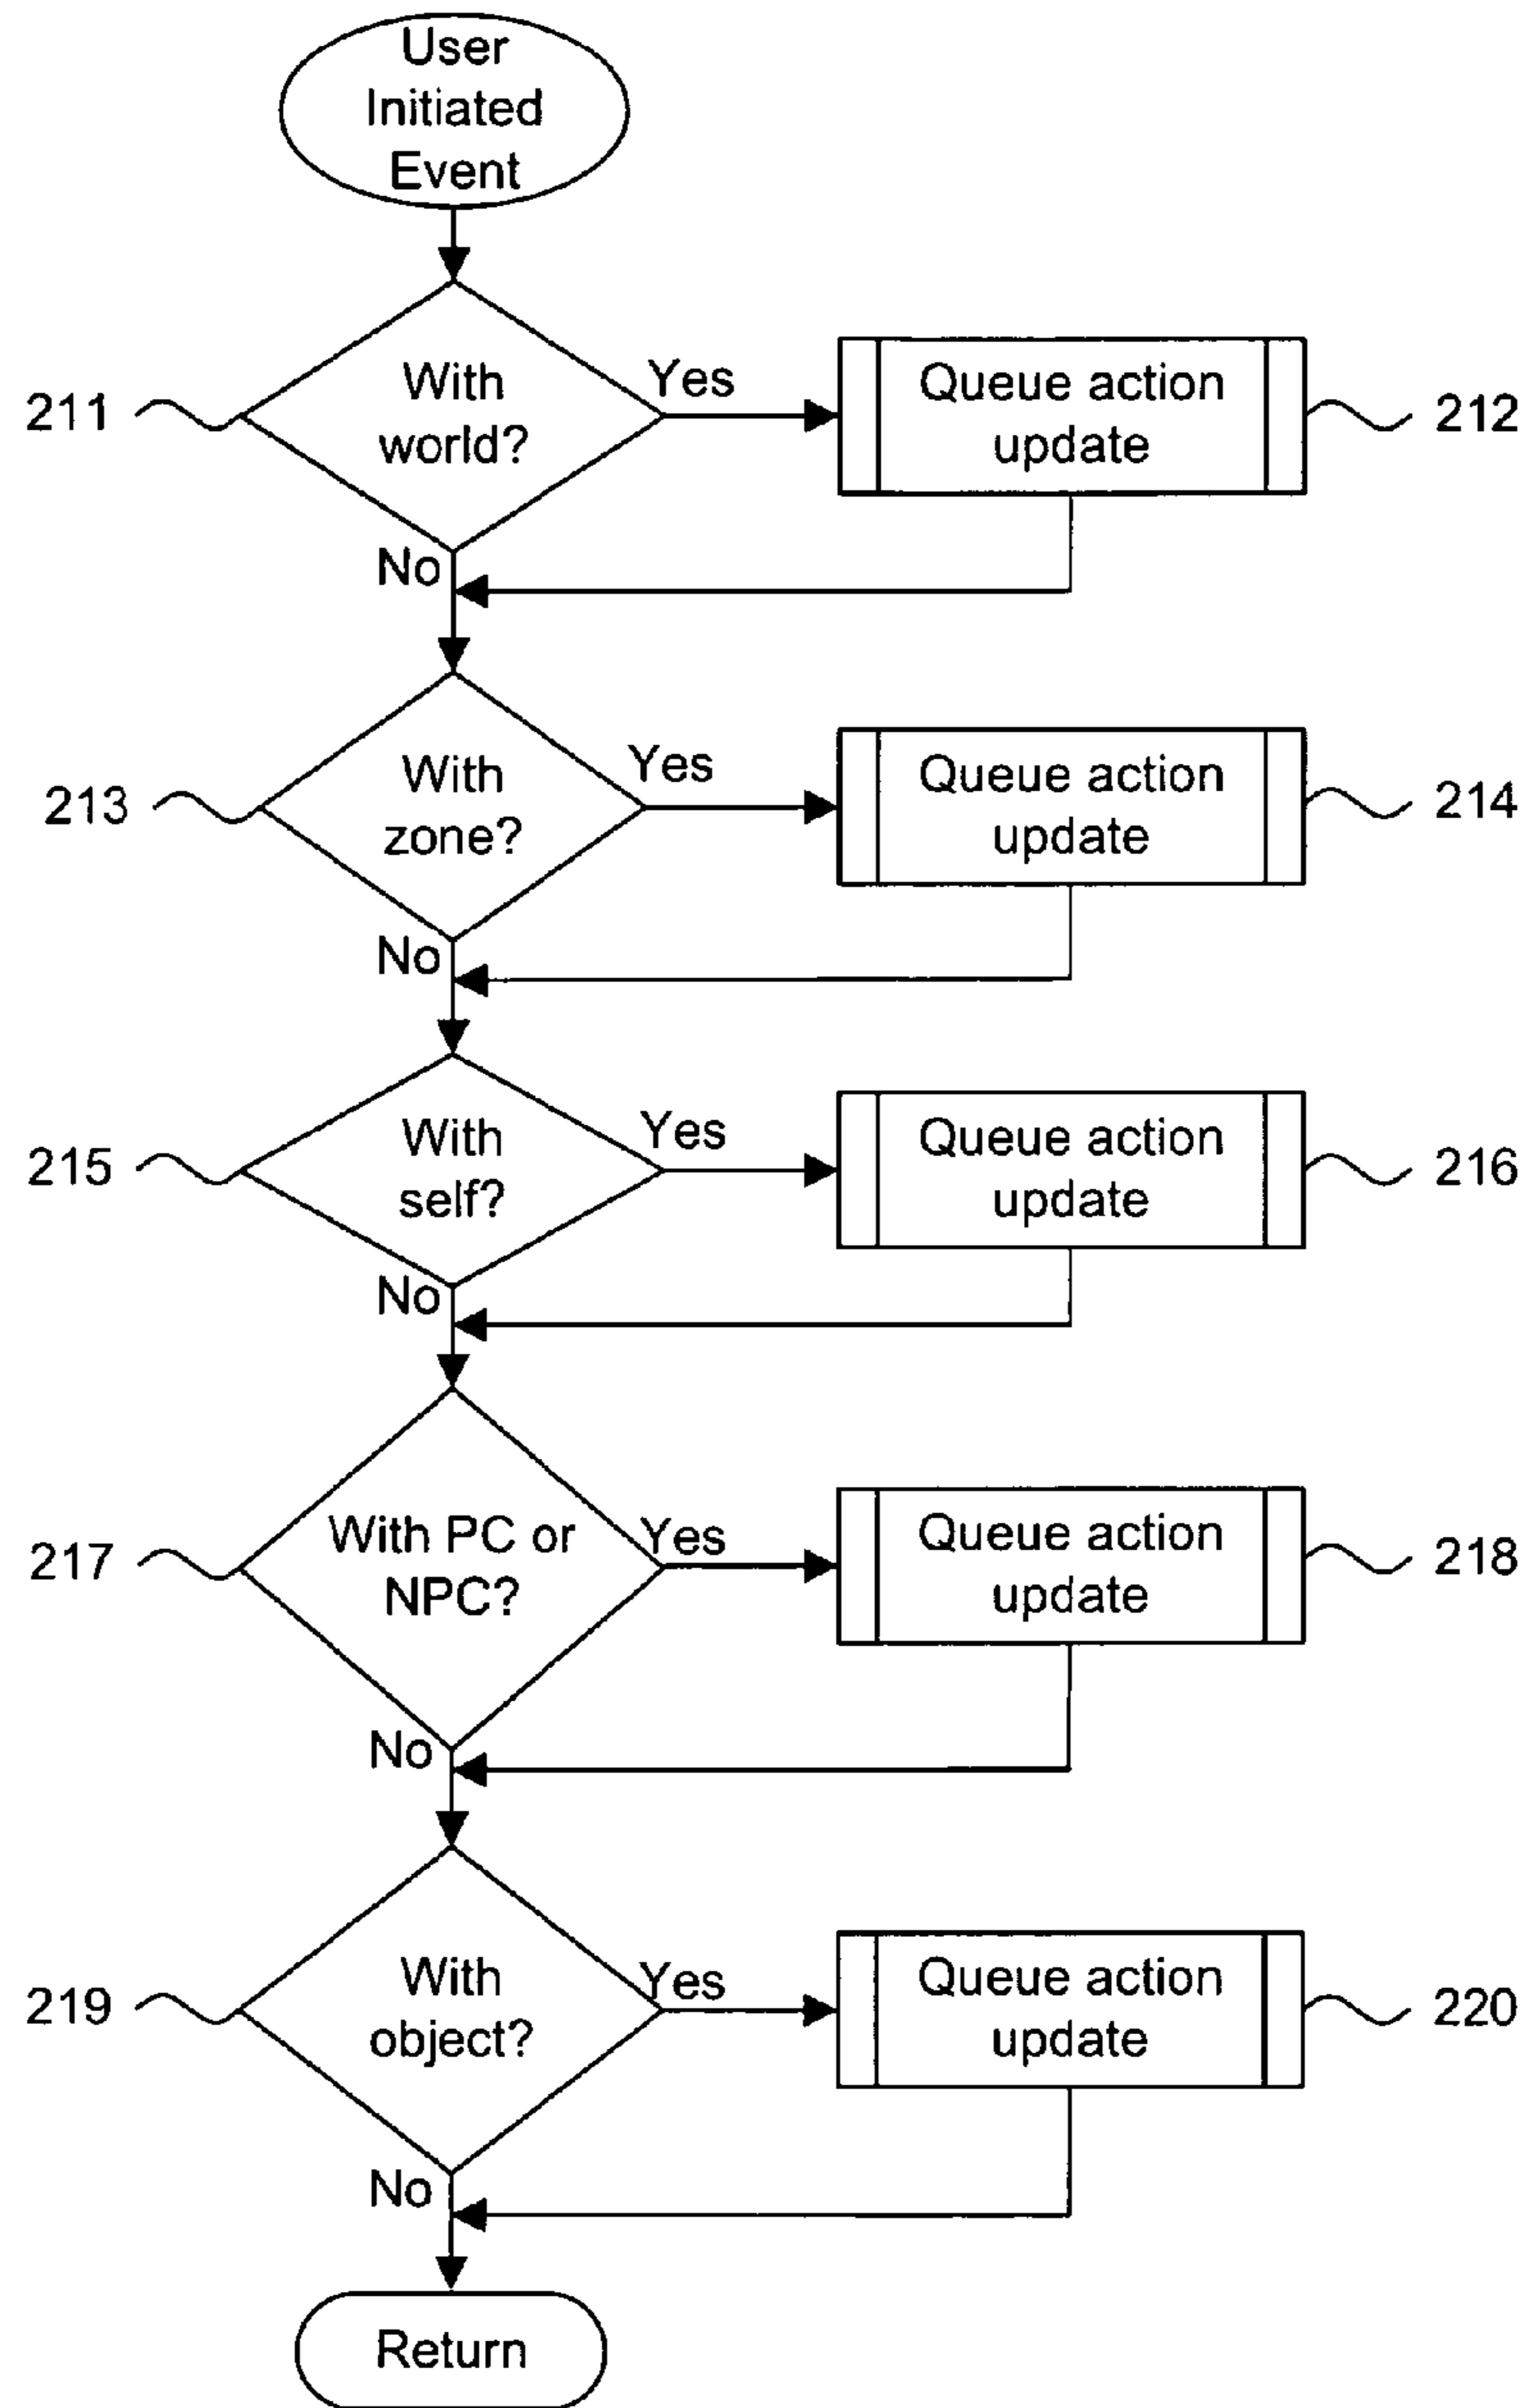 User
Initiated
Event
211
With
world?
Yes
Queue action
update
212
No
213
With
zone?
Yes
Queue action
update
214
No
215
With
self?
Yes
Queue action
update
216
No
217
With PC or
NPC?
Yes
Queue action
update
218
No
219
With
object?
Yes
Queue action
update
220
No
Return